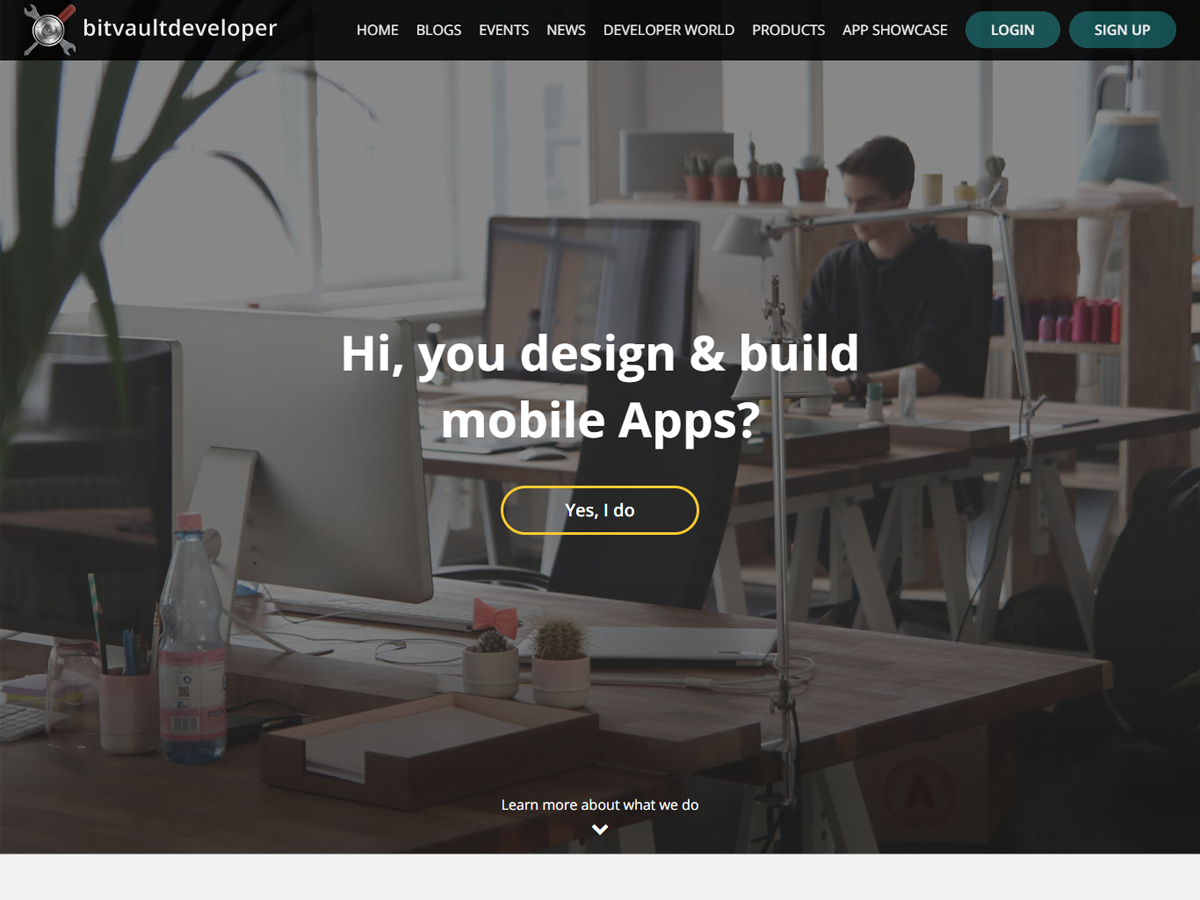 bitvaultdeveloper
HOME BLOGS EVENTS NEWS DEVELOPER WORLD PRODUCTS APP SHOWCASE LOGIN SIGN UP
Hi, you design & build
mobile Apps?
Yes, I do
A
Learn more about what we do